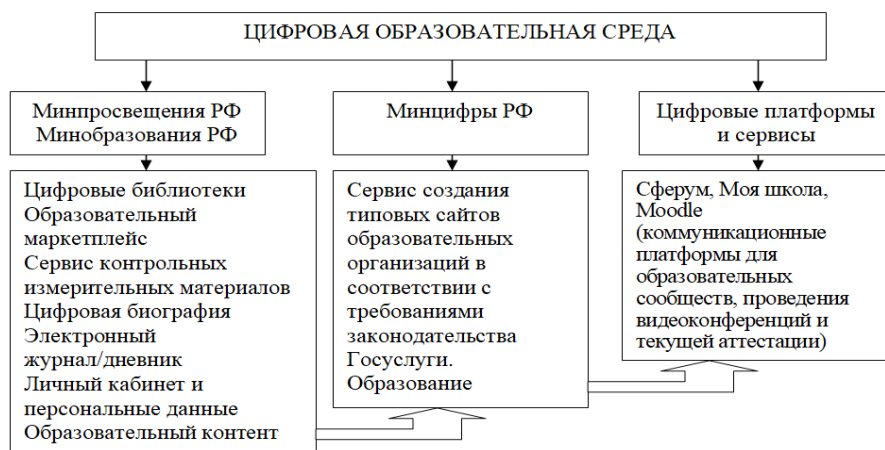 ЦИФРОВАЯ ОБРАЗОВАТЕЛЬНАЯ СРЕДА
Минпросвещения РФ
Минобразования РФ
Минцифры РФ
Цифровые платформы
и сервисы
Цифровые библиотеки
Образовательный
маркетплейс
Сервис контрольных
измерительных материалов
Цифровая биография
Электронный
журнал/дневник
Личный кабинет и
персональные данные
Образовательный контент
Сервис создания
типовых сайтов
образовательных
организаций в
соответствии с
требованиями
законодательства
Госуслуги.
Образование
Сферум, Моя школа,
Moodle
(коммуникационные
платформы для
образовательных
сообществ, проведения
видеоконференций и
текущей аттестации)